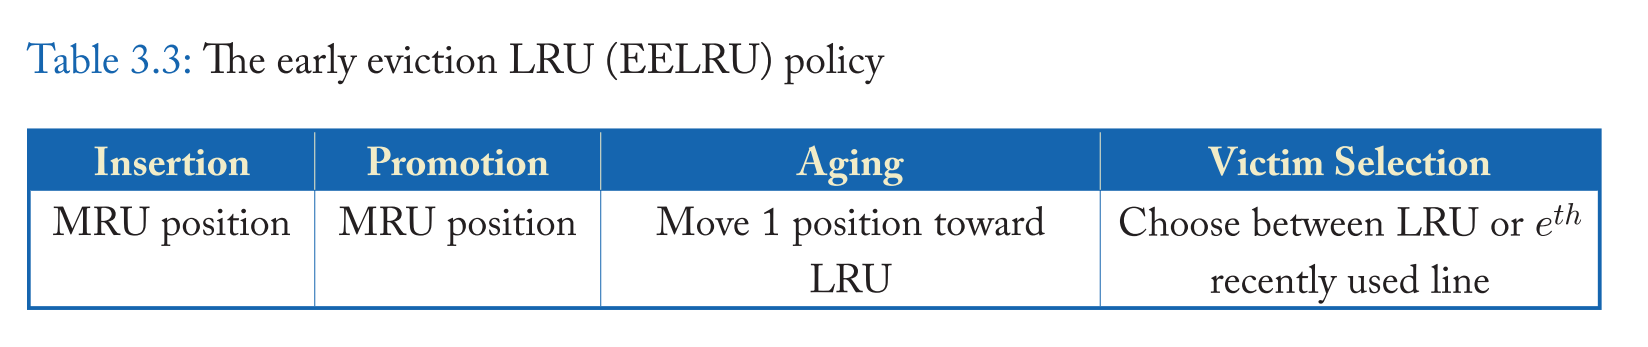 Table 3.3: The early eviction LRU (EELRU) policy
Insertion Promotion Aging Victim Selection
MRU position MRU position Move 1 position toward Choose between LRU or eth
LRU recently used line